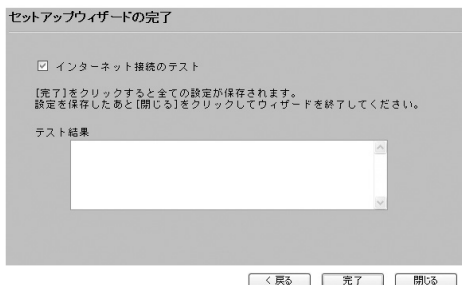 セットアップウィザードの完了
インターネット接続のテスト
[完了]をクリックすると全ての設定が保存されます。
設定を保存したあと[閉じる]をクリックしてウィザードを終了してください。
テスト結果
< 戻る 完了 閉じる